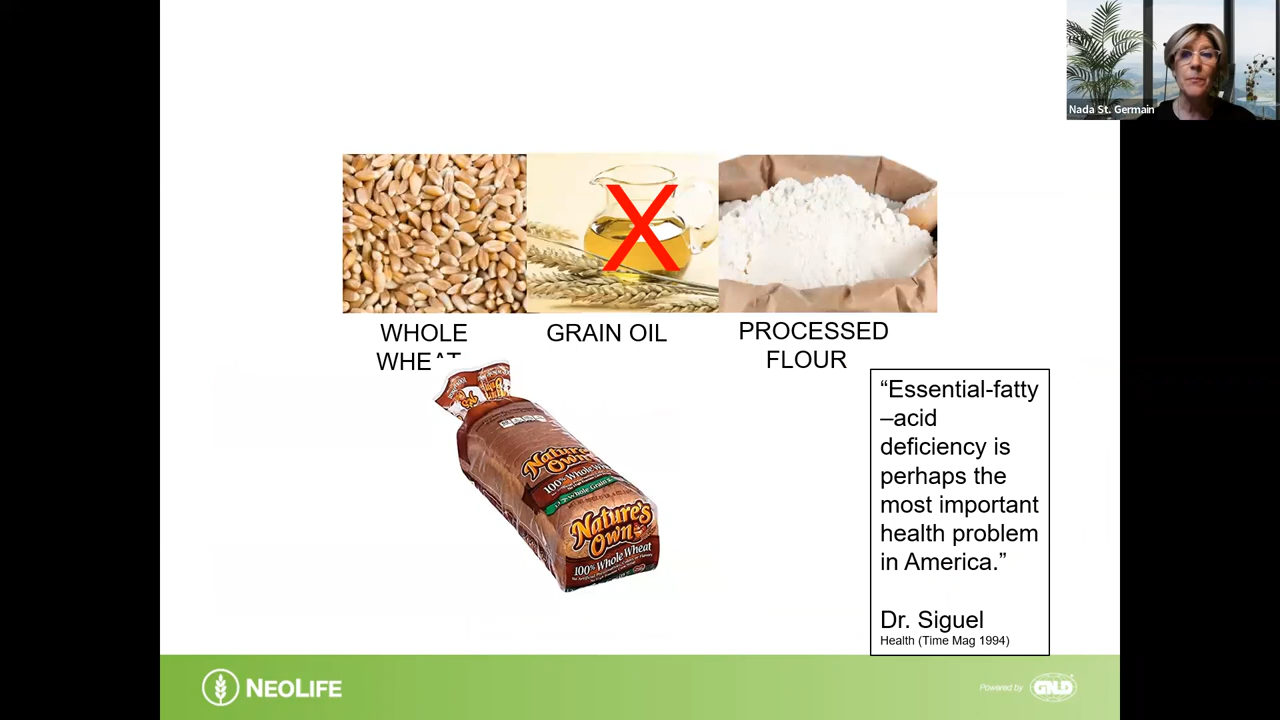 Nada St. Germain
X
WHOLE
WHEAT
GRAIN OIL
PROCESSED
FLOUR
Nature's
Own
100% Whole
Whole Grain
Nature's
Own
100% Whole Wheat
“Essential-fatty
–acid
deficiency is
perhaps the
most important
health problem
in America.”
Dr. Siguel
Health (Time Mag 1994)
NEOLIFE
Powered by
GNLD